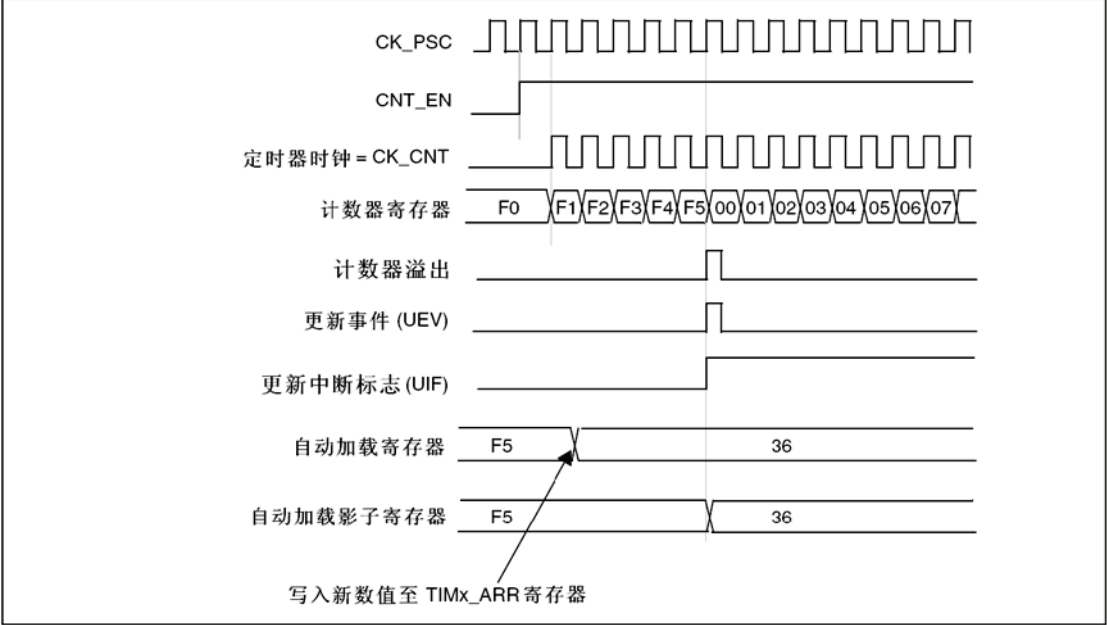 CK_PSC
CNT_EN
定时器时钟 = CK_CNT
计数器寄存器 F0 F1 F2 F3 F4 F5 00 01 02 03 04 05 06 07
计数器溢出
更新事件 (UEV)
更新中断标志 (UIF)
自动加载寄存器 F5 36
自动加载影子寄存器 F5 36
写入新数值至 TIMx_ARR 寄存器